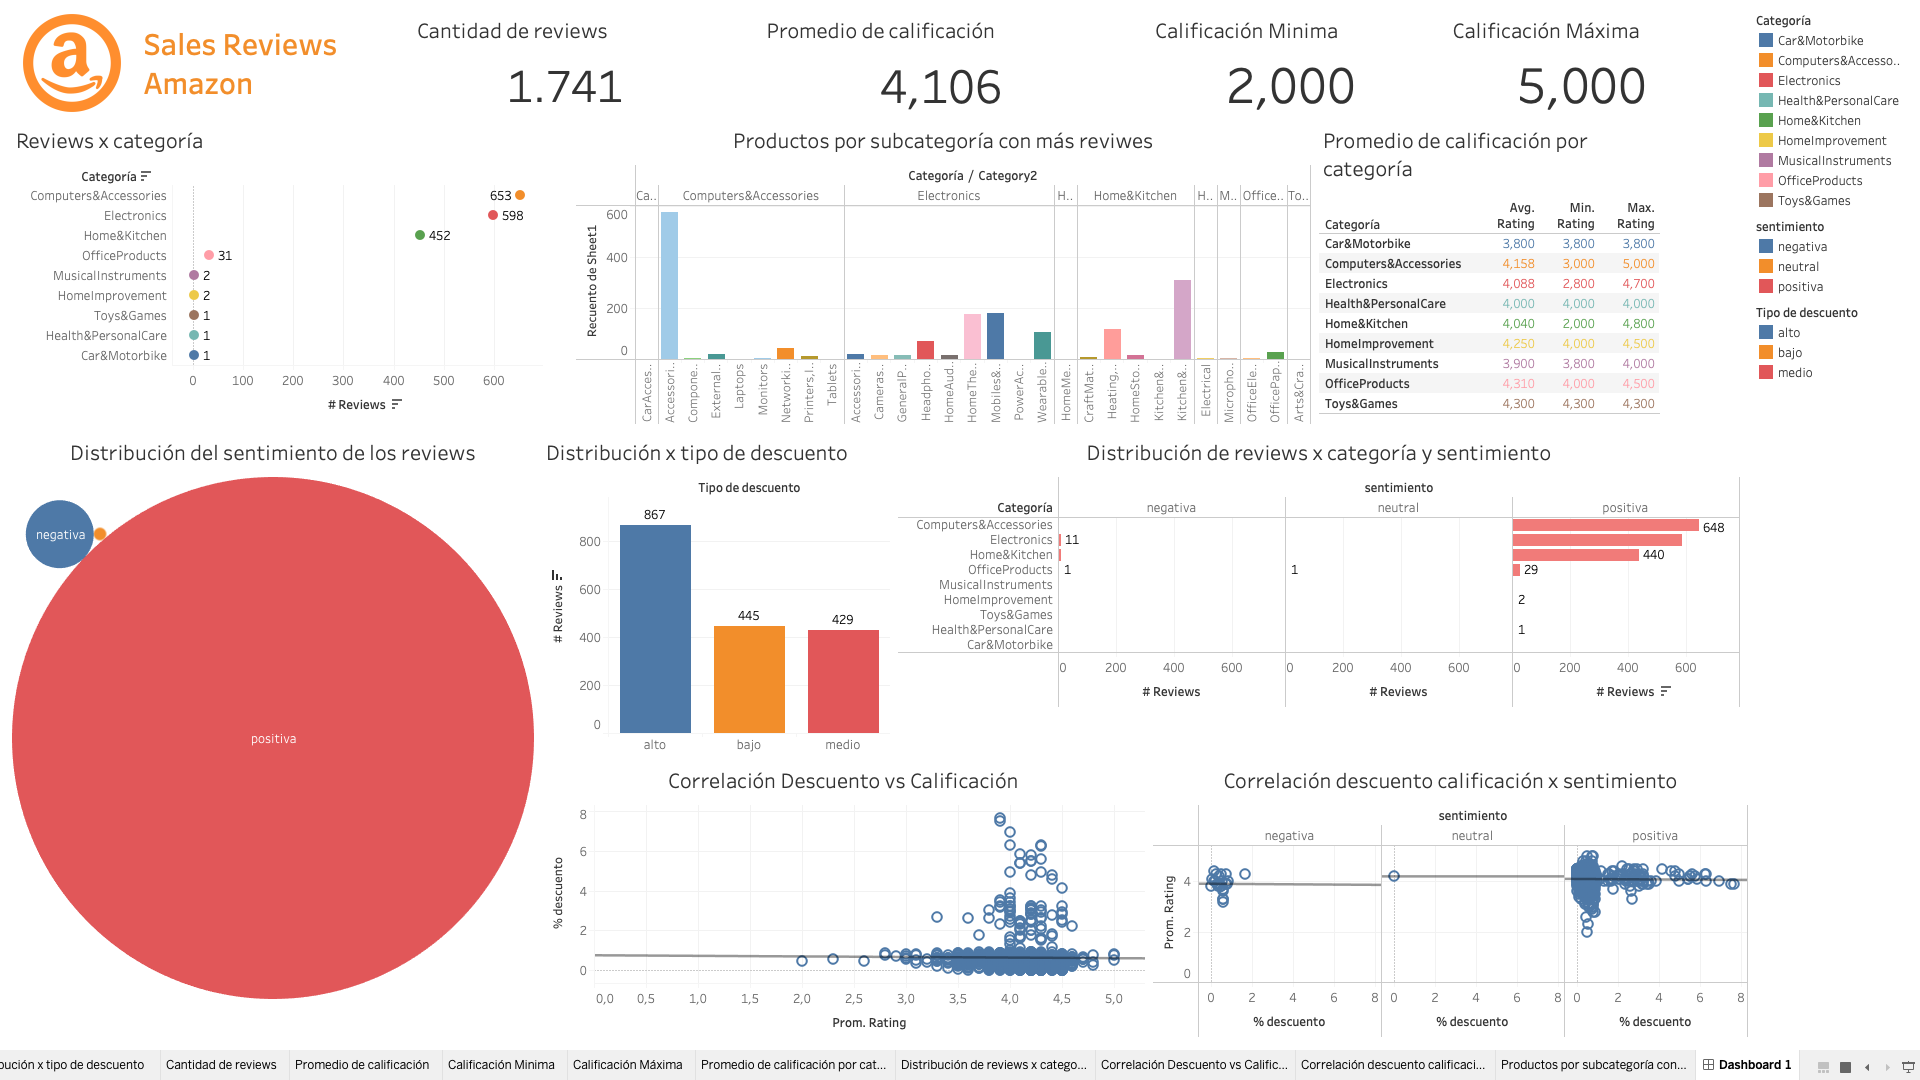 Sales Reviews
Amazon
Cantidad de reviews
1.741
Promedio de calificación
4,106
Calificación Minima
2,000
Calificación Máxima
5,000
Categoría
Car&Motorbike
Computers&Accesso..
Electronics
Health&PersonalCare
Home&Kitchen
HomeImprovement
MusicalInstruments
OfficeProducts
Toys&Games
sentimiento
negativa
neutral
positiva
Tipo de descuento
alto
bajo
medio
Reviews x categoría
Categoría
Computers&Accessories 653
Electronics 598
Home&Kitchen 452
OfficeProducts 31
MusicalInstruments 2
HomeImprovement 2
Toys&Games 1
Health&PersonalCare 1
Car&Motorbike 1
0 100 200 300 400 500 600
# Reviews
Productos por subcategoría con más reviwes
Categoría / Category2
Ca.. Computers&Accessories Electronics H.. Home&Kitchen H.. M.. Office.. To..
Recuento de Sheet1
600
400
200
0
CarAcces..
Accessori..
Compone..
External..
Laptops
Monitors
Networki..
Printers,I..
Tablets
Accessori..
Cameras..
GeneralP..
Headpho..
HomeAud..
HomeThe..
Mobiles&..
PowerAc..
Wearable..
HomeMe..
CraftMat..
Heating,..
HomeSto..
Kitchen&..
Kitchen&..
Electrical
Micropho..
OfficeEle..
OfficePap..
Arts&Cra..
Promedio de calificación por
categoría
Categoría Avg. Rating Min. Rating Max. Rating
Car&Motorbike 3,800 3,800 3,800
Computers&Accessories 4,158 3,000 5,000
Electronics 4,088 2,800 4,700
Health&PersonalCare 4,000 4,000 4,000
Home&Kitchen 4,040 2,000 4,800
HomeImprovement 4,250 4,000 4,500
MusicalInstruments 3,900 3,800 4,000
OfficeProducts 4,310 4,000 4,500
Toys&Games 4,300 4,300 4,300
Distribución del sentimiento de los reviews
negativa
positiva
Distribución x tipo de descuento
Tipo de descuento
# Reviews
800
600
400
200
0
867
445
429
alto bajo medio
Distribución de reviews x categoría y sentimiento
sentimiento
Categoría negativa neutral positiva
Computers&Accessories 648
Electronics 11
Home&Kitchen 440
OfficeProducts 1 1 29
MusicalInstruments
HomeImprovement 2
Toys&Games
Health&PersonalCare 1
Car&Motorbike
0 200 400 600 0 200 400 600 0 200 400 600
# Reviews # Reviews # Reviews
Correlación Descuento vs Calificación
% descuento
8
6
4
2
0
0,0 0,5 1,0 1,5 2,0 2,5 3,0 3,5 4,0 4,5 5,0
Prom. Rating
Correlación descuento calificación x sentimiento
sentimiento
negativa neutral positiva
Prom. Rating
4
2
0
0 2 4 6 8 0 2 4 6 8 0 2 4 6 8
% descuento % descuento % descuento
bución x tipo de descuento Cantidad de reviews Promedio de calificación Calificación Minima Calificación Máxima Promedio de calificación por cat... Distribución de reviews x catego... Correlación Descuento vs Calific... Correlación descuento calificaci... Productos por subcategoría con... Dashboard 1